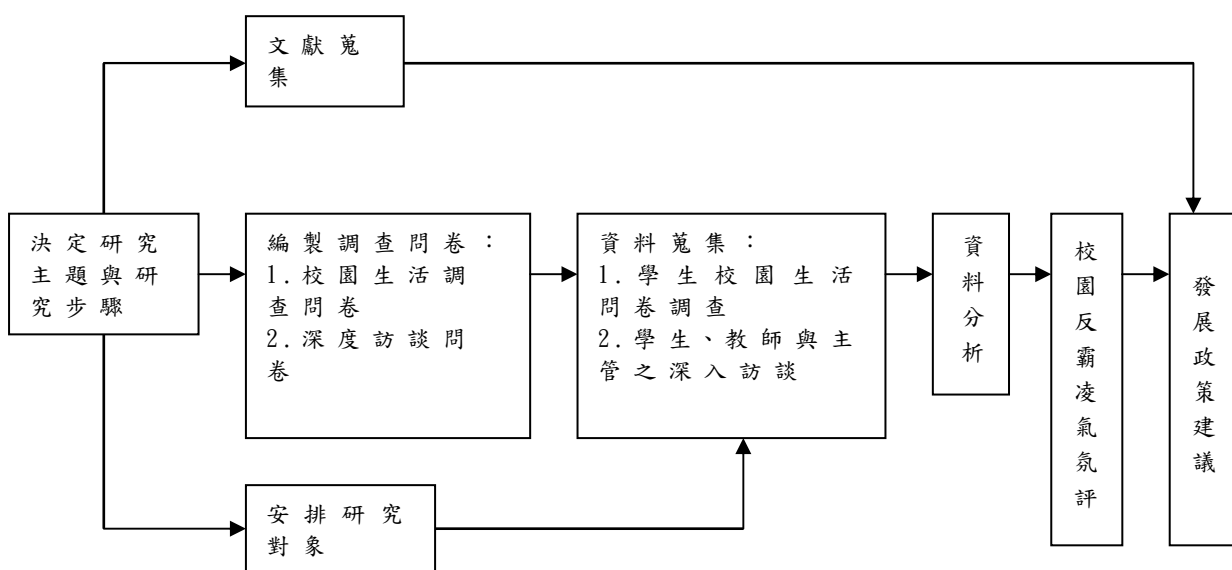 文獻蒐
集
決定研究
主題與研
究步驟
編製調查問卷：
1.校園生活調
查問卷
2.深度訪談問
卷
資料蒐集：
1.學生校園生活
問卷調查
2.學生、教師與主
管之深入訪談
資料分析
校園反霸凌氣氛評
發展政策建議
安排研究
對象